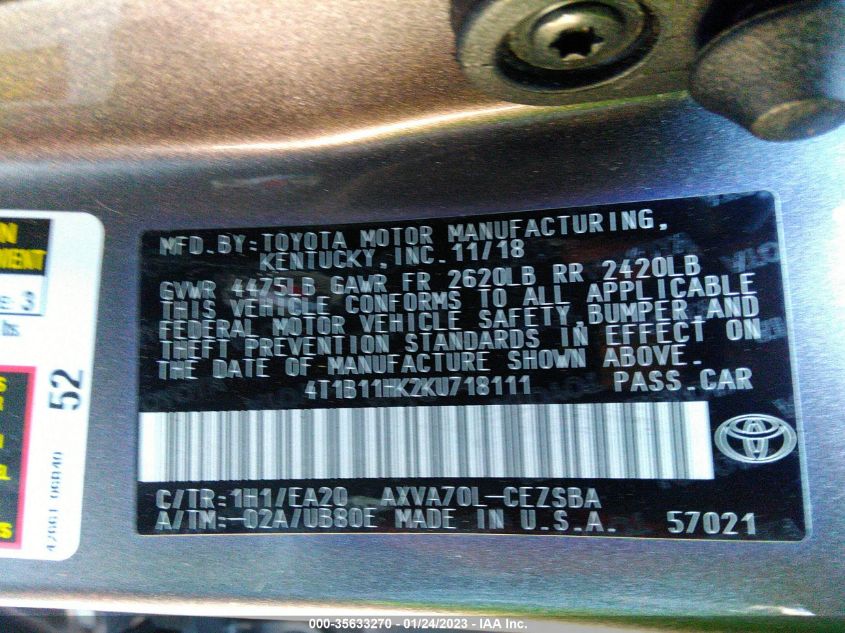 MFD.BY:TOYOTA MOTOR MANUFACTURING,
KENTUCKY, INC. 11/18
GVWR 4475LB GAWR FR 2620LB RR 2420LB
THIS VEHICLE CONFORMS TO ALL APPLICABLE
FEDERAL MOTOR VEHICLE SAFETY,BUMPER,AND
THEFT PREVENTION STANDARDS IN EFFECT ON
THE DATE OF MANUFACTURE SHOWN ABOVE.
4T1B11HK2KU718111 PASS.CAR
C/TR:1H1/EA20 AXVA70L-CEZSBA
A/TM:-02A/UB80E MADE IN U.S.A. 57021
3
52
000-35633270 - 01/24/2023 - IAA Inc.